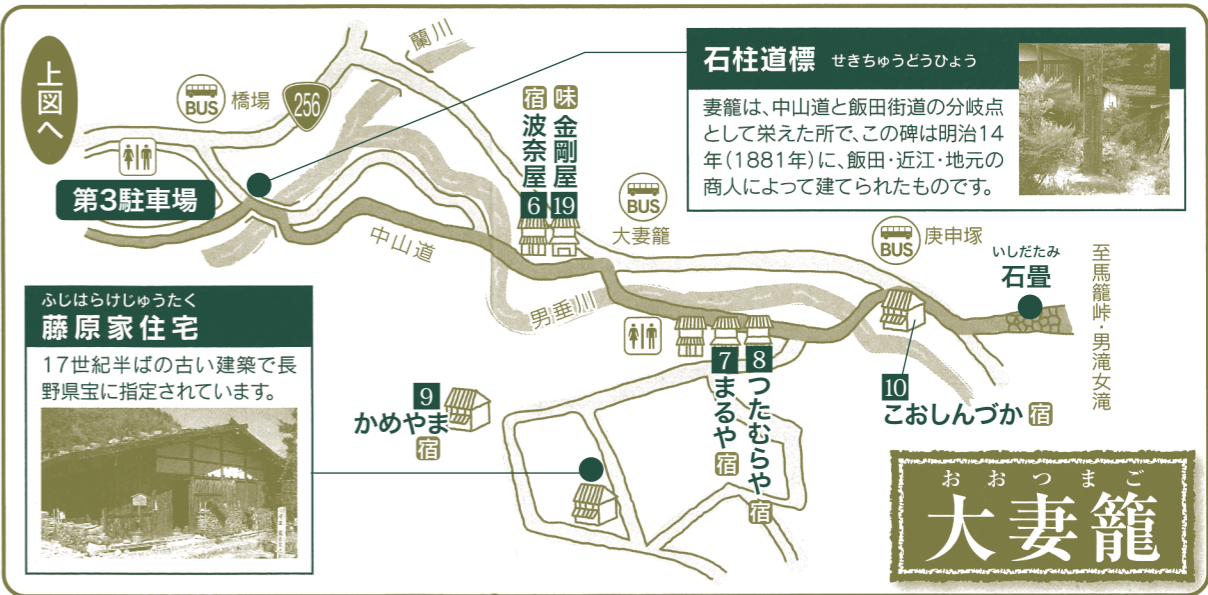 上図へ
BUS 橋場
256
蘭川
第3駐車場
中山道
宿 波奈屋 6
味 金剛屋 19
BUS
大妻籠
男垂川
石柱道標 せきちゅうどうひょう
妻籠は、中山道と飯田街道の分岐点
として栄えた所で、この碑は明治14
年(1881年)に、飯田・近江・地元の
商人によって建てられたものです。
BUS 庚申塚
いしだたみ
石畳
至馬籠峠・男滝女滝
ふじはらけじゅうたく
藤原家住宅
17世紀半ばの古い建築で長
野県宝に指定されています。
9
かめやま
宿
7 まるや 宿
8 つたむらや 宿
10
こおしんづか 宿
おおつまご
大妻籠